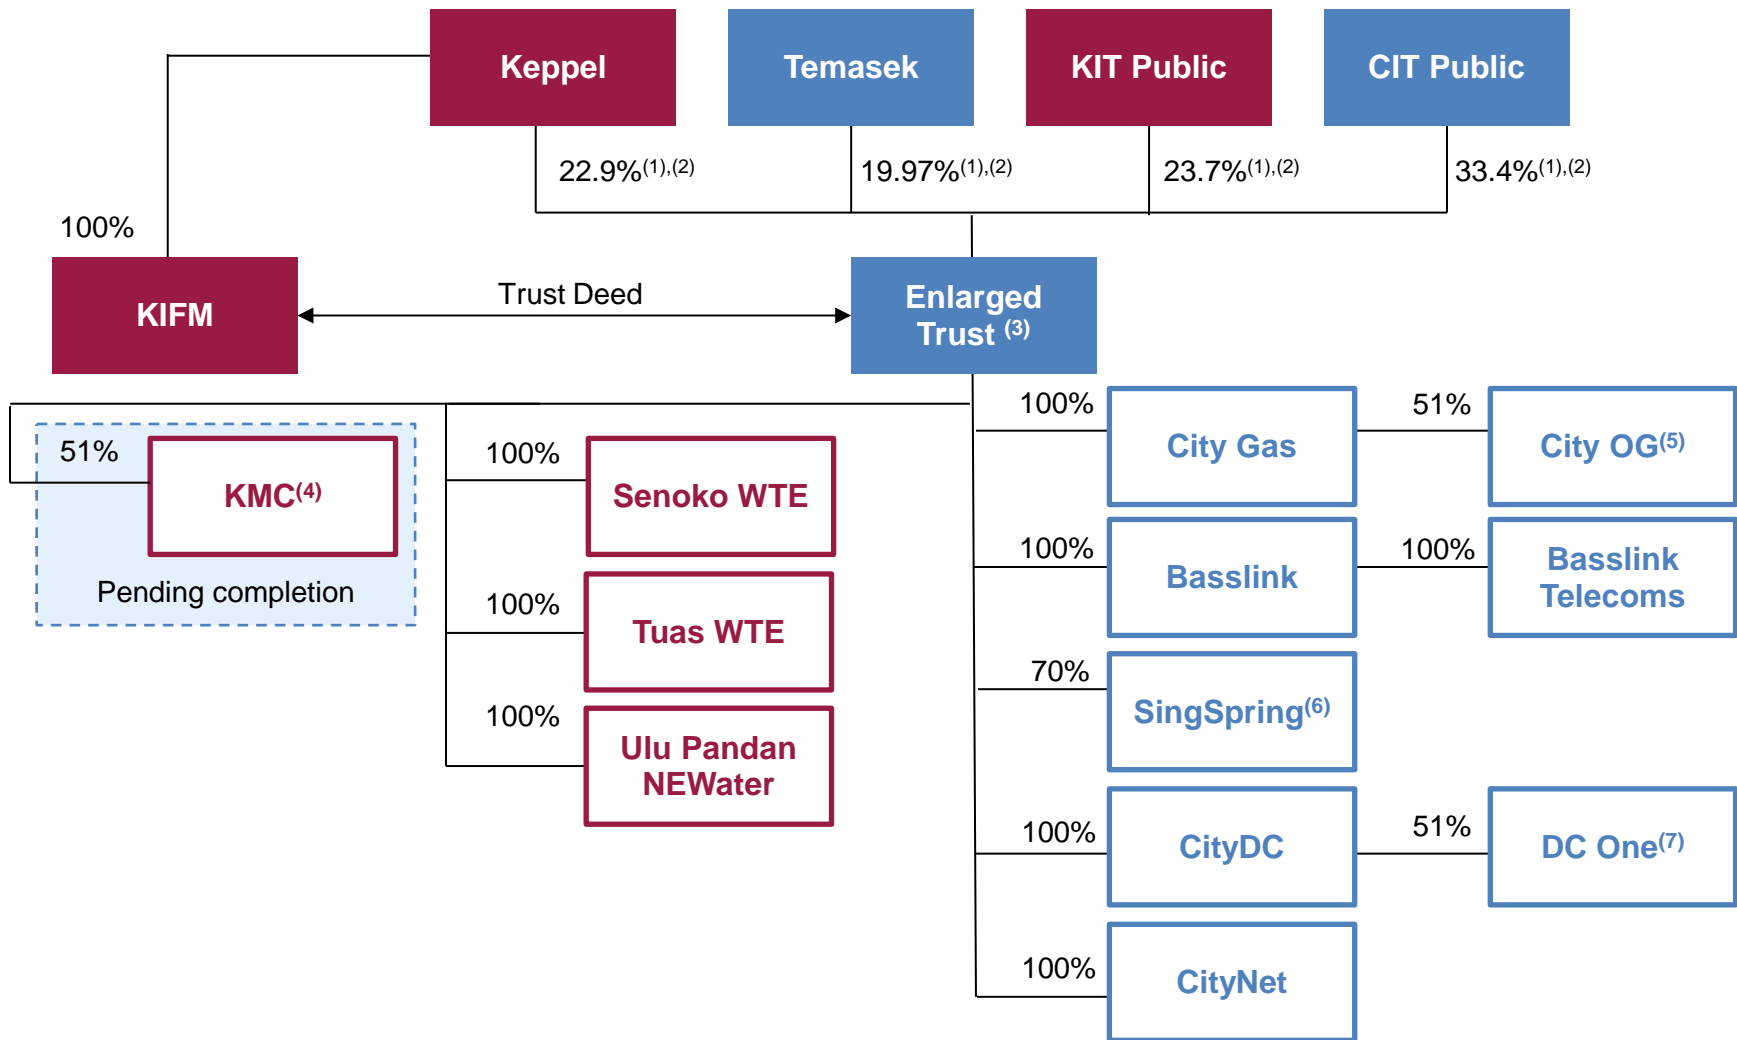 Keppel
Temasek
KIT Public
CIT Public
22.9%(1),(2)
19.97%(1),(2)
23.7%(1),(2)
33.4%(1),(2)
100%
KIFM
Trust Deed
Enlarged
Trust (3)
51%
KMC(4)
Pending completion
100%
Senoko WTE
100%
Tuas WTE
100%
Ulu Pandan
NEWater
100%
City Gas
51%
City OG(5)
100%
Basslink
100%
Basslink
Telecoms
70%
SingSpring(6)
100%
CityDC
51%
DC One(7)
100%
CityNet